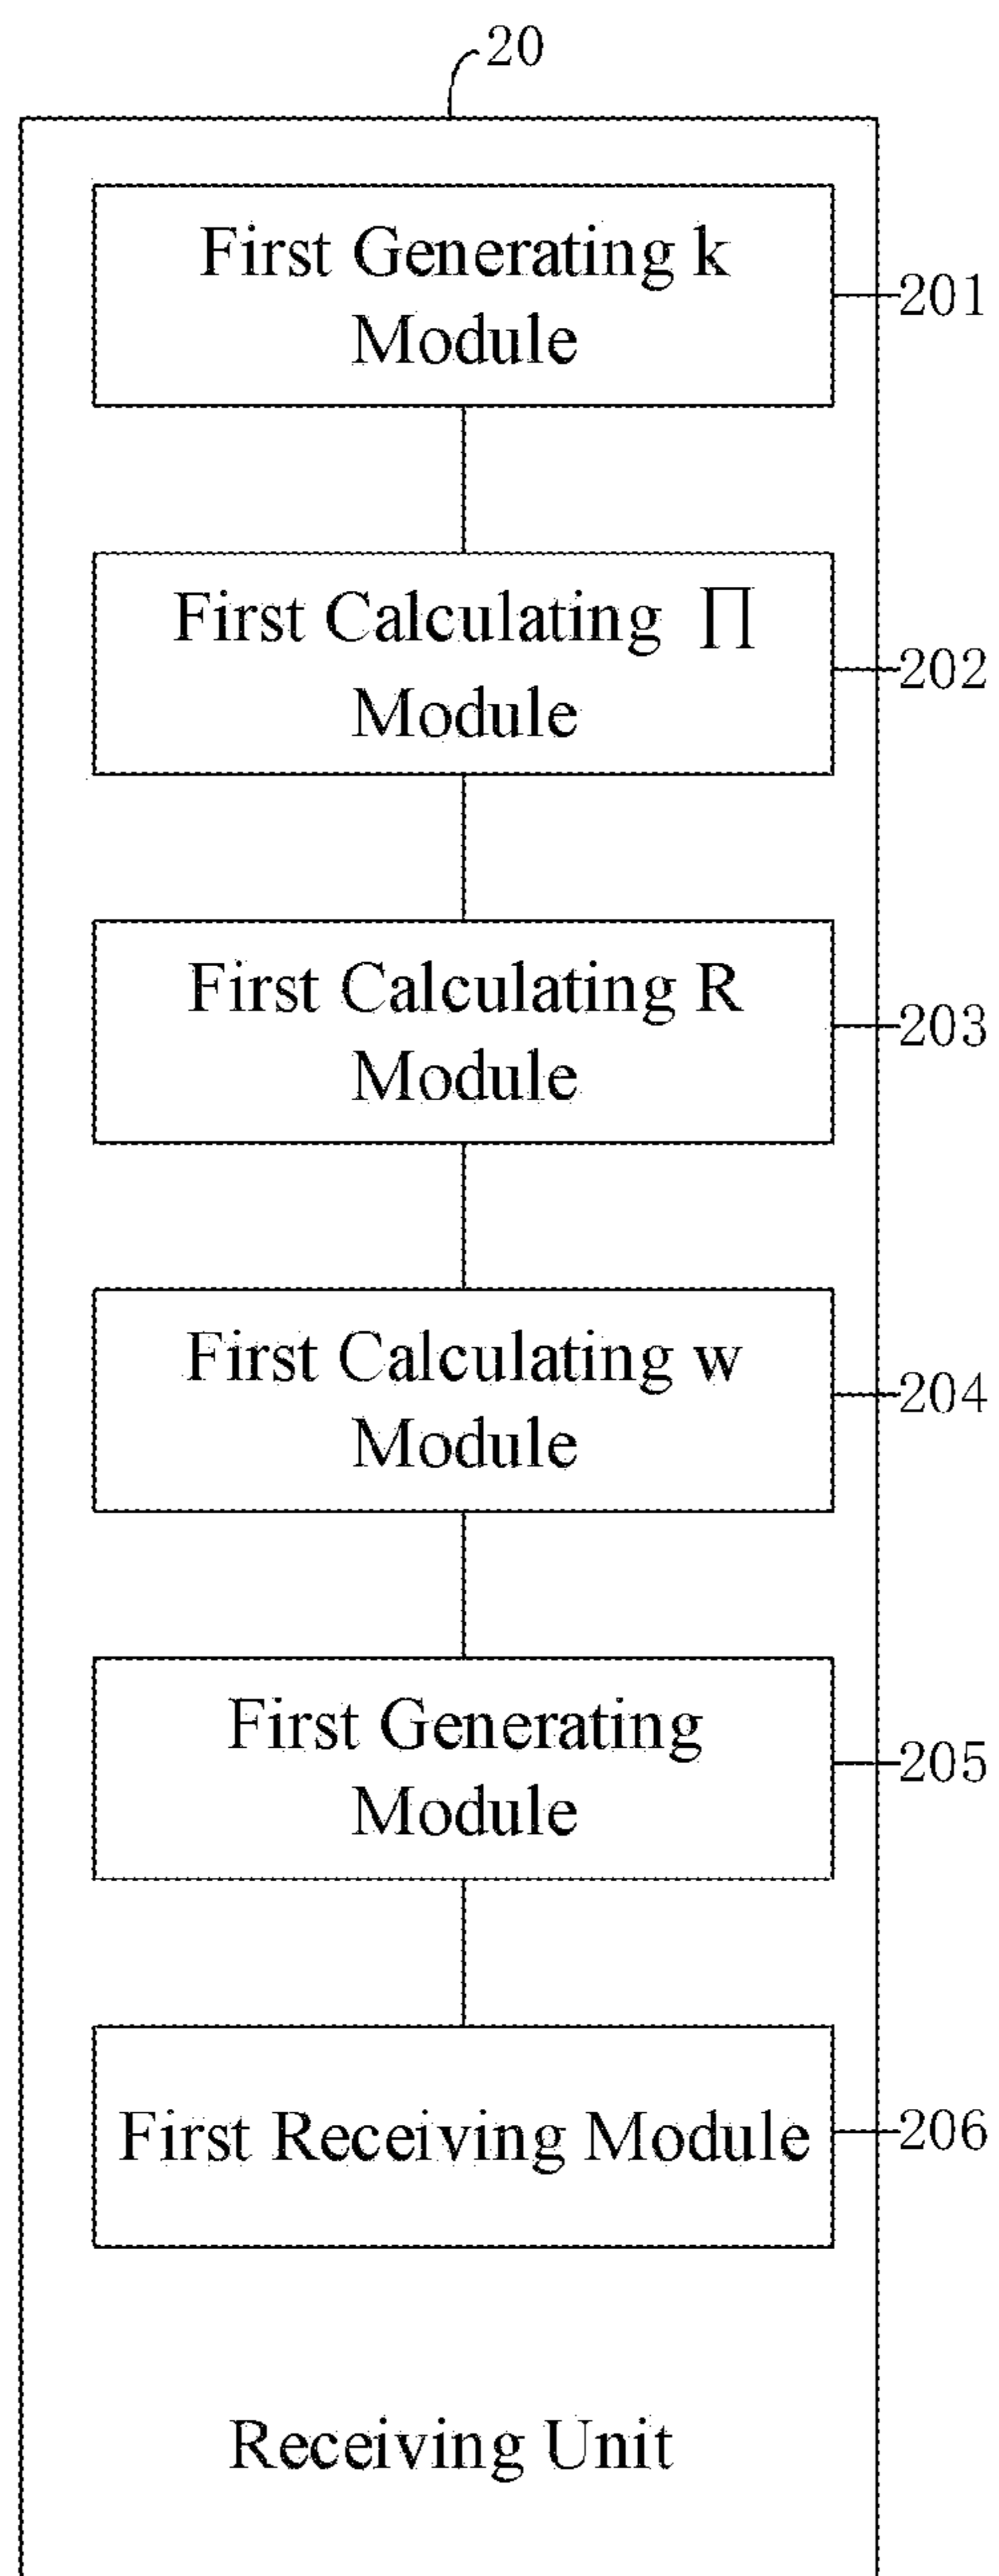 20
First Generating k
Module
201
First Calculating ∏
Module
202
First Calculating R
Module
203
First Calculating w
Module
204
First Generating
Module
205
First Receiving Module
206
Receiving Unit